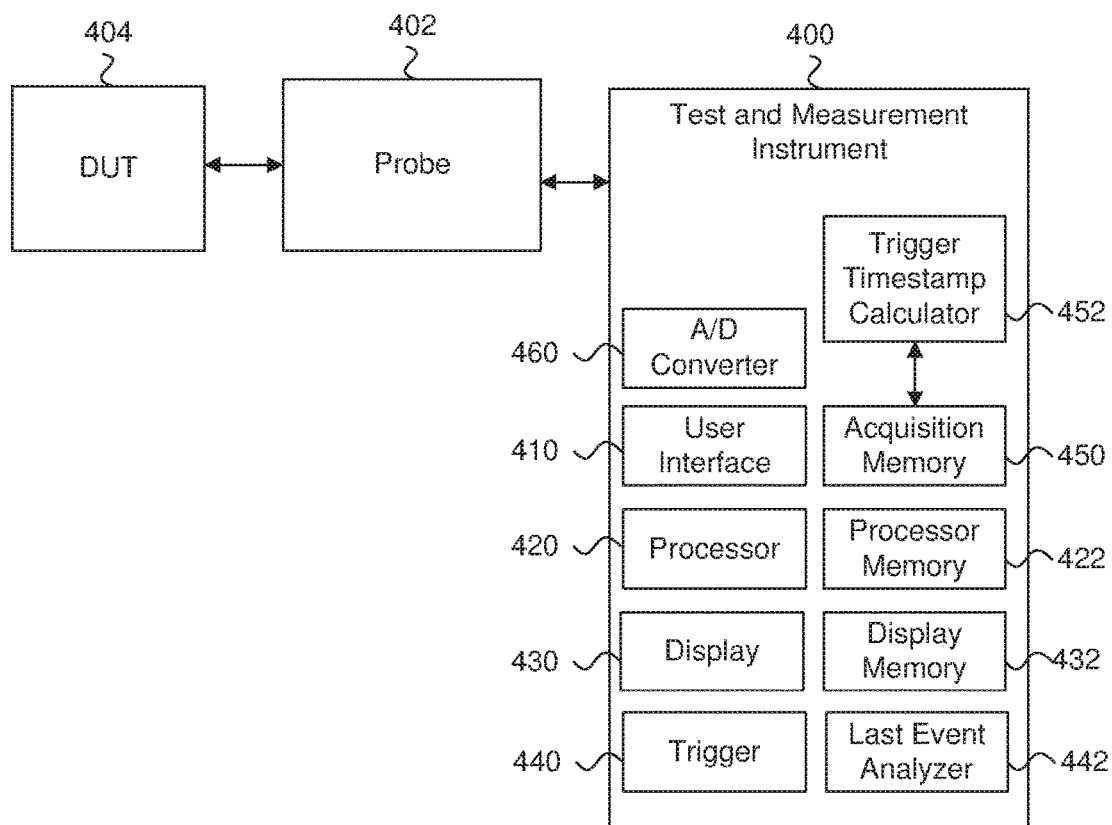 404
402
400
DUT
Probe
Test and Measurement
Instrument
Trigger
Timestamp
Calculator
452
460
A/D
Converter
410
User
Interface
Acquisition
Memory
450
420
Processor
Processor
Memory
422
430
Display
Display
Memory
432
440
Trigger
Last Event
Analyzer
442